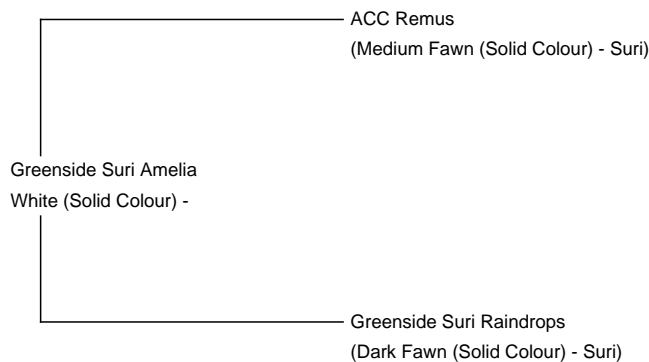 ACC Remus
(Medium Fawn (Solid Colour) - Suri)
Greenside Suri Amelia
White (Solid Colour) -
Greenside Suri Raindrops
(Dark Fawn (Solid Colour) - Suri)